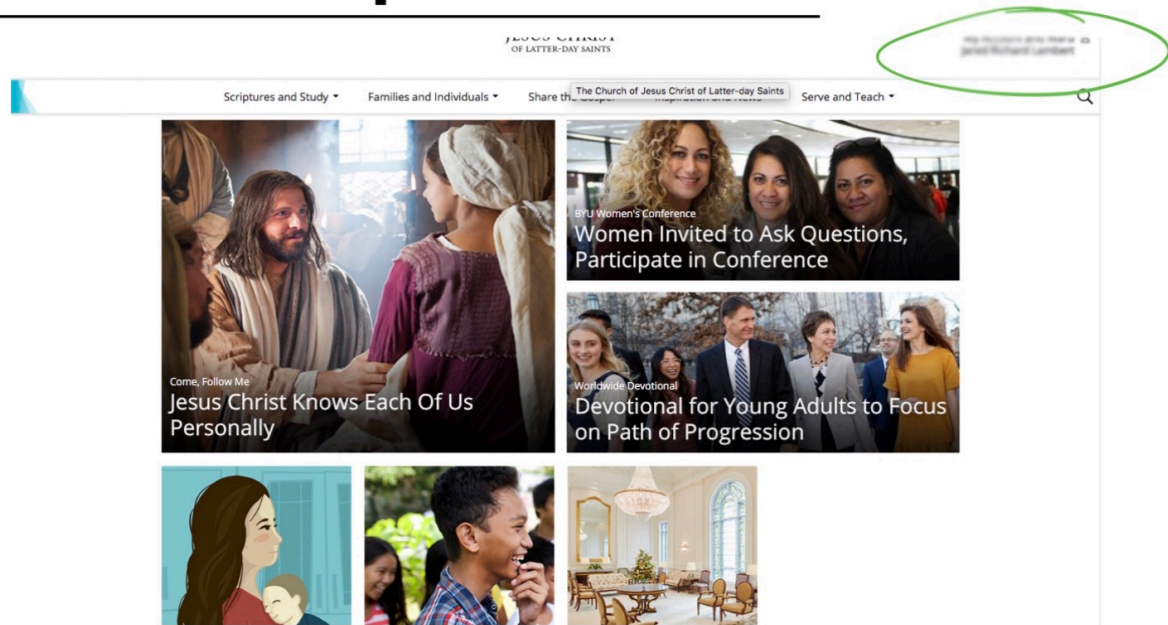 OF LATTER-DAY SAINTS
Scriptures and Study
Families and Individuals
Share the
The Church of Jesus Christ of Latter-day Saints
Serve and Teach
BYU Women's Conference
Women Invited to Ask Questions,
Participate in Conference
Come, Follow Me
Jesus Christ Knows Each Of Us
Personally
Worldwide Devotional
Devotional for Young Adults to Focus
on Path of Progression